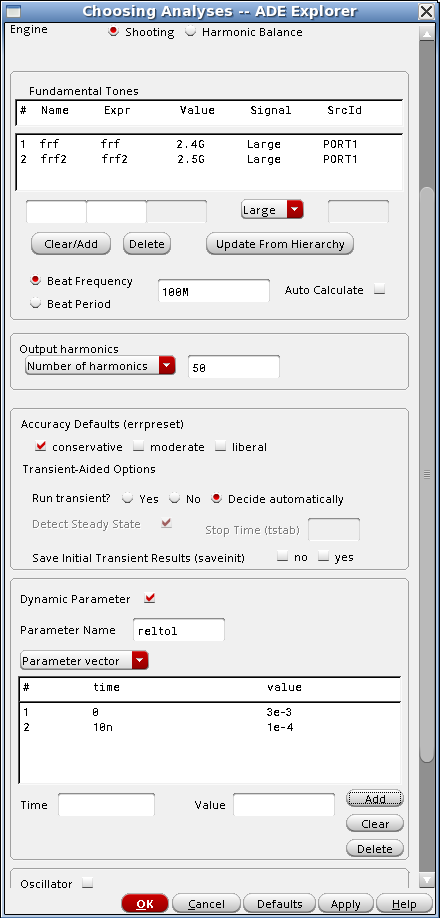 Choosing Analyses -- ADE Explorer
Engine Shooting Harmonic Balance
Fundamental Tones
# Name Expr Value Signal SrcId
1 frf frf 2.4G Large PORT1
2 frf2 frf2 2.5G Large PORT1
Large
Clear/Add Delete Update From Hierarchy
Beat Frequency 100M Auto Calculate
Beat Period
Output harmonics
Number of harmonics 50
Accuracy Defaults (errpreset)
conservative moderate liberal
Transient-Aided Options
Run transient? Yes No Decide automatically
Detect Steady State Stop Time (tstab)
Save Initial Transient Results (saveinit) no yes
Dynamic Parameter
Parameter Name reltol
Parameter vector
# time value
1 0 3e-3
2 10n 1e-4
Time Value Add
Clear
Delete
Oscillator
OK Cancel Defaults Apply Help